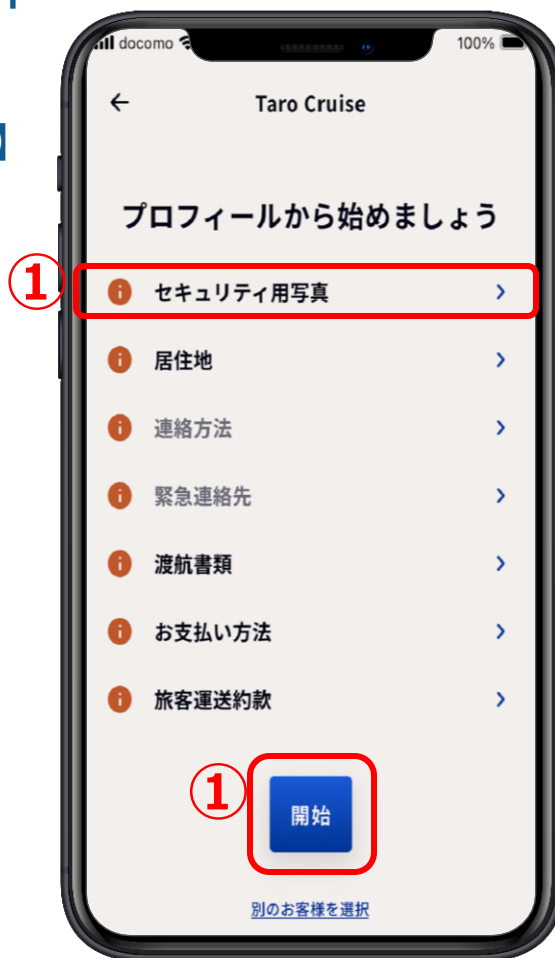 docomo 100%
Taro Cruise
プロフィールから始めましょう
① セキュリティ用写真
居住地
連絡方法
緊急連絡先
渡航書類
お支払い方法
旅客運送約款
① 開始
別のお客様を選択